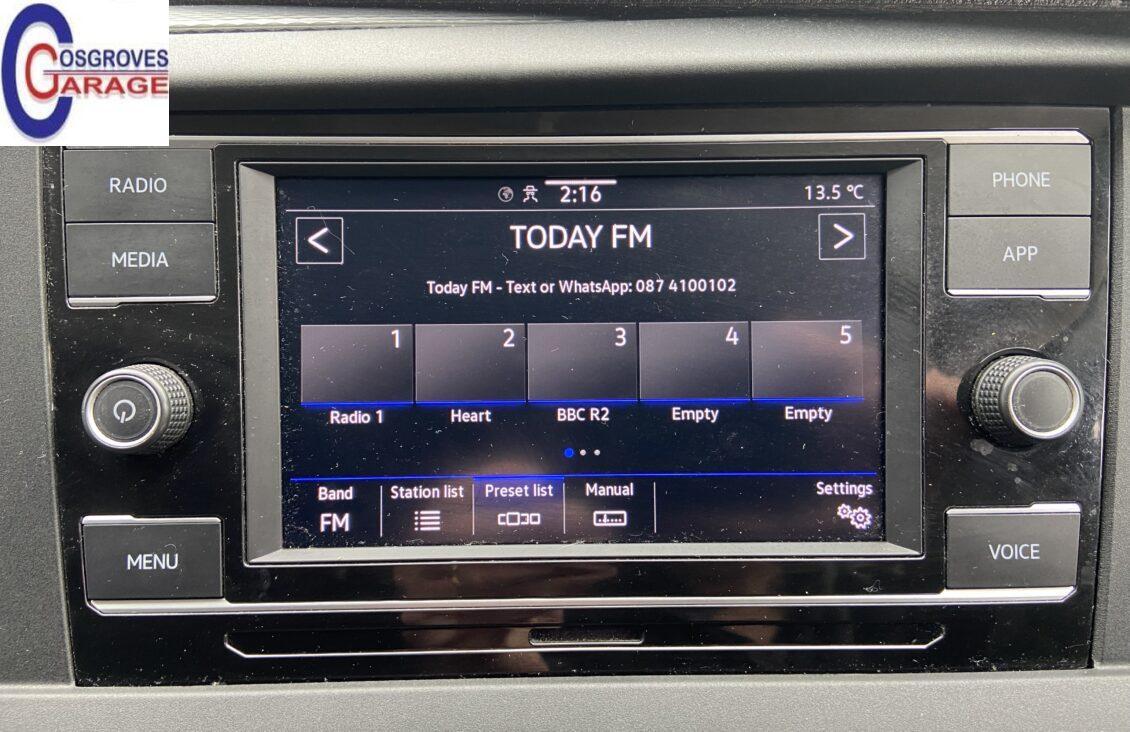 COSGROVES
GARAGE
RADIO
MEDIA
MENU
2:16
13.5 °C
<
TODAY FM
>
Today FM - Text or WhatsApp: 087 4100102
1 2 3 4 5
Radio 1 Heart BBC R2 Empty Empty
Band Station list Preset list Manual Settings
FM
PHONE
APP
VOICE